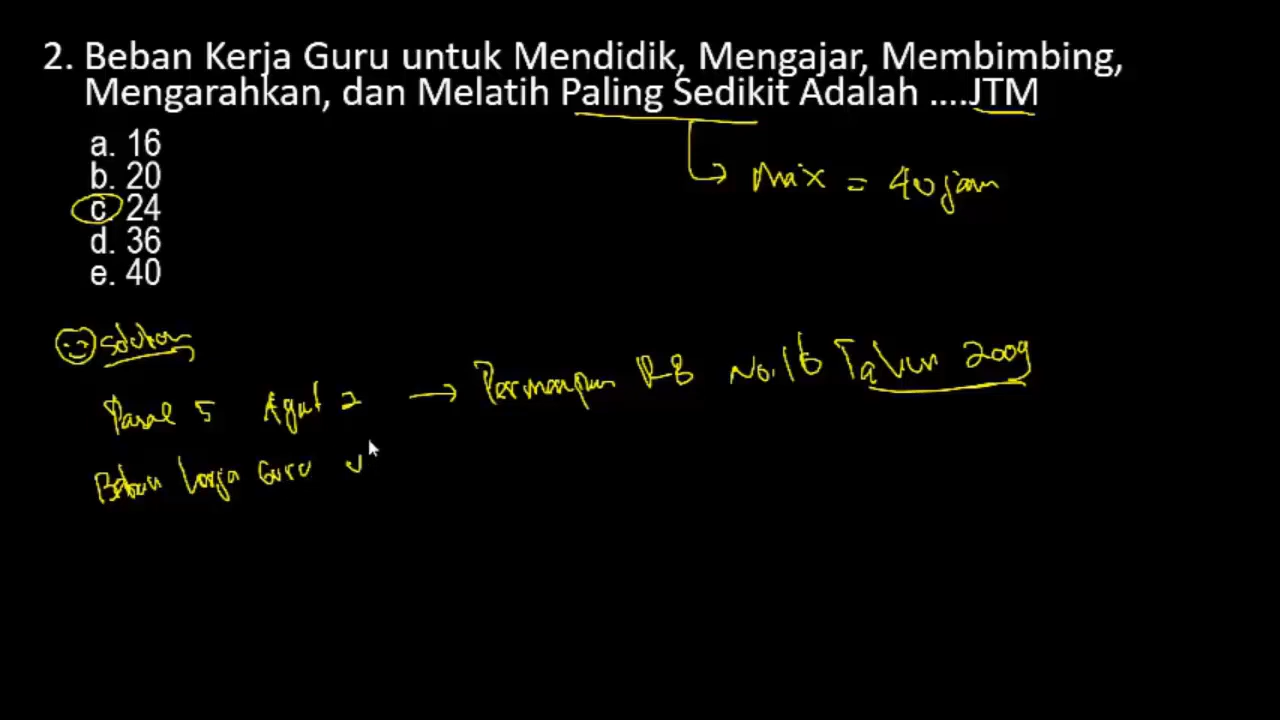 2. Beban Kerja Guru untuk Mendidik, Mengajar, Membimbing,
Mengarahkan, dan Melatih Paling Sedikit Adalah ....JTM
a. 16
b. 20
c. 24
d. 36
e. 40
max = 40 jam
Pasal 5 Ayat 2 → Permenpan RB No.16 Tahun 2009
Beban kerja Guru